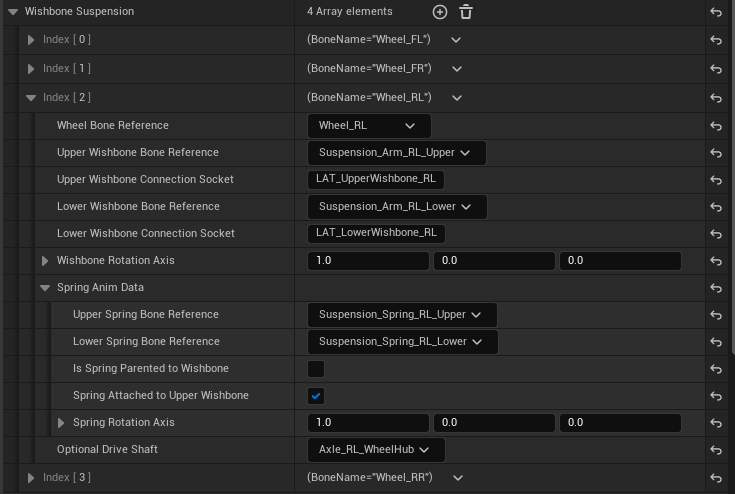 Wishbone Suspension 4 Array elements
Index [ 0 ] (BoneName="Wheel_FL")
Index [ 1 ] (BoneName="Wheel_FR")
Index [ 2 ] (BoneName="Wheel_RL")
Wheel Bone Reference Wheel_RL
Upper Wishbone Bone Reference Suspension_Arm_RL_Upper
Upper Wishbone Connection Socket LAT_UpperWishbone_RL
Lower Wishbone Bone Reference Suspension_Arm_RL_Lower
Lower Wishbone Connection Socket LAT_LowerWishbone_RL
Wishbone Rotation Axis 1.0 0.0 0.0
Spring Anim Data
Upper Spring Bone Reference Suspension_Spring_RL_Upper
Lower Spring Bone Reference Suspension_Spring_RL_Lower
Is Spring Parented to Wishbone
Spring Attached to Upper Wishbone
Spring Rotation Axis 1.0 0.0 0.0
Optional Drive Shaft Axle_RL_WheelHub
Index [ 3 ] (BoneName="Wheel_RR")